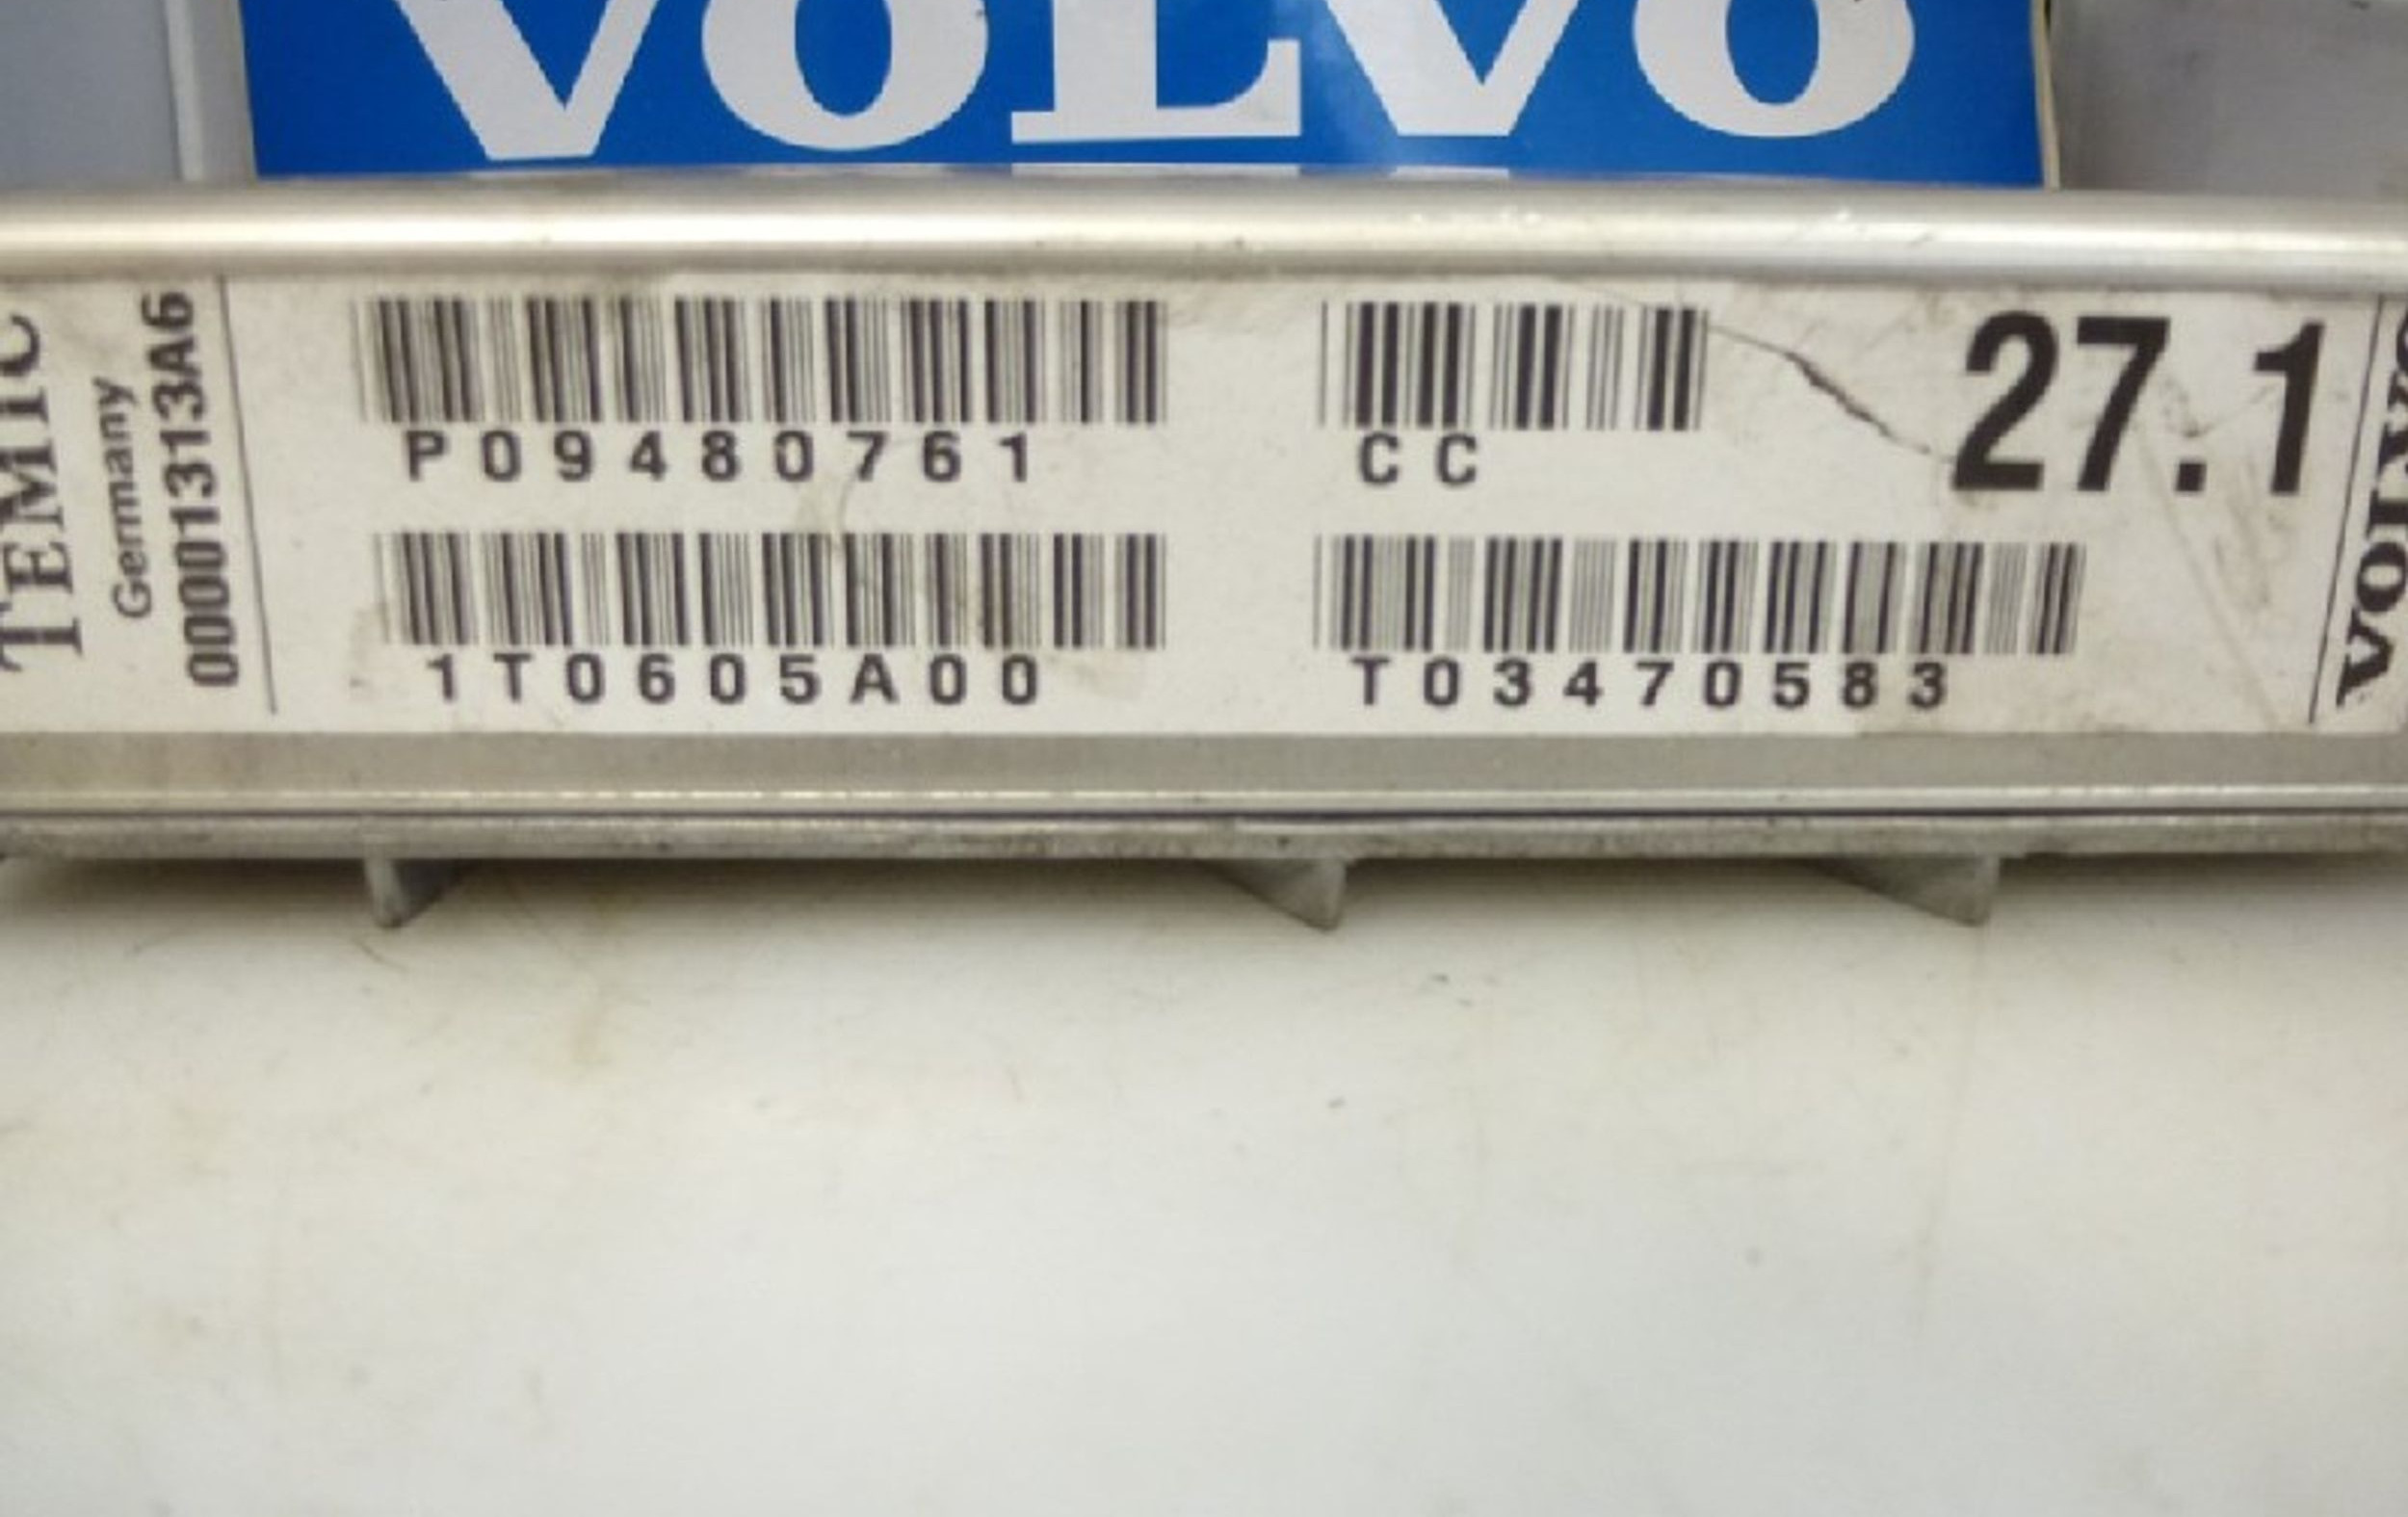 VOLVO
TEMIC
Germany
00001313A6
P09480761
CC
27.1
1T0605A00
T03470583
VOLVO